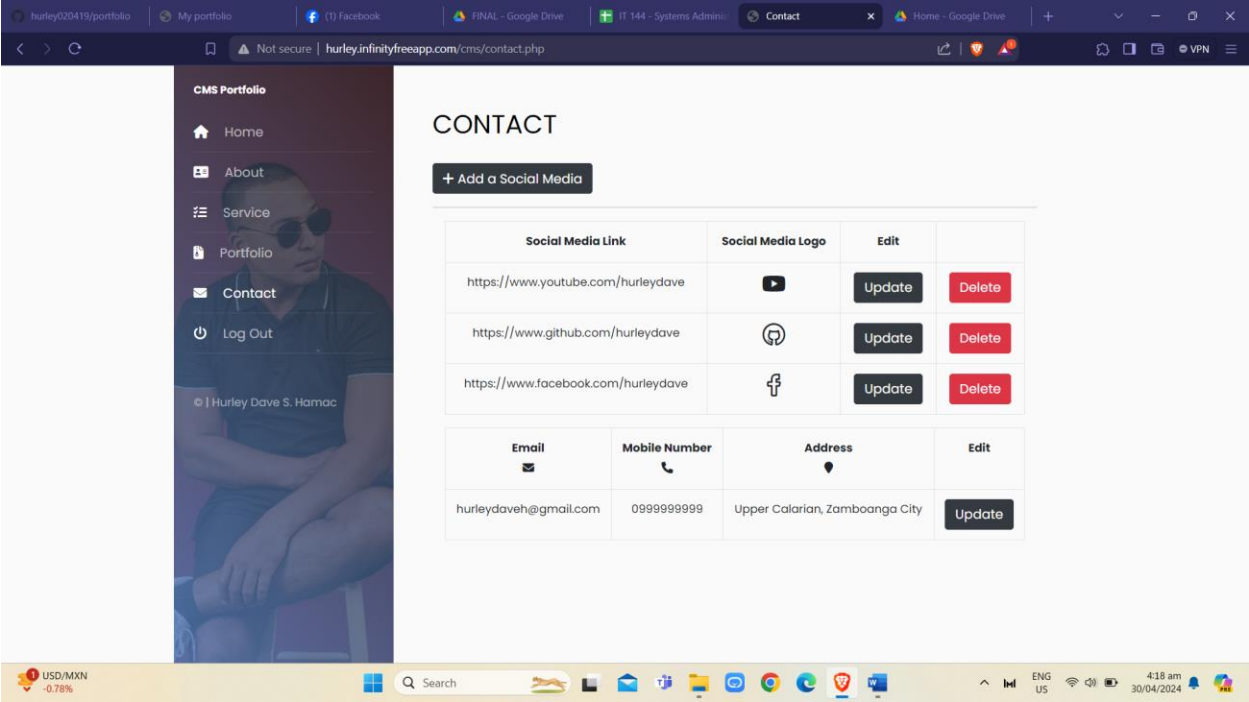 hurley020419/portfolio
My portfolio
(1) Facebook
FINAL - Google Drive
IT 144 - Systems Admini
Contact
Home - Google Drive
Not secure | hurley.infinityfreeapp.com/cms/contact.php
VPN
CMS Portfolio
Home
About
Service
Portfolio
Contact
Log Out
© | Hurley Dave S. Hamac
CONTACT
+ Add a Social Media
Social Media Link Social Media Logo Edit
https://www.youtube.com/hurleydave Update Delete
https://www.github.com/hurleydave Update Delete
https://www.facebook.com/hurleydave Update Delete
Email Mobile Number Address Edit
hurleydaveh@gmail.com 0999999999 Upper Calarian, Zamboanga City Update
1
USD/MXN
-0.78%
Search
ENG
US
4:18 am
30/04/2024
PRE